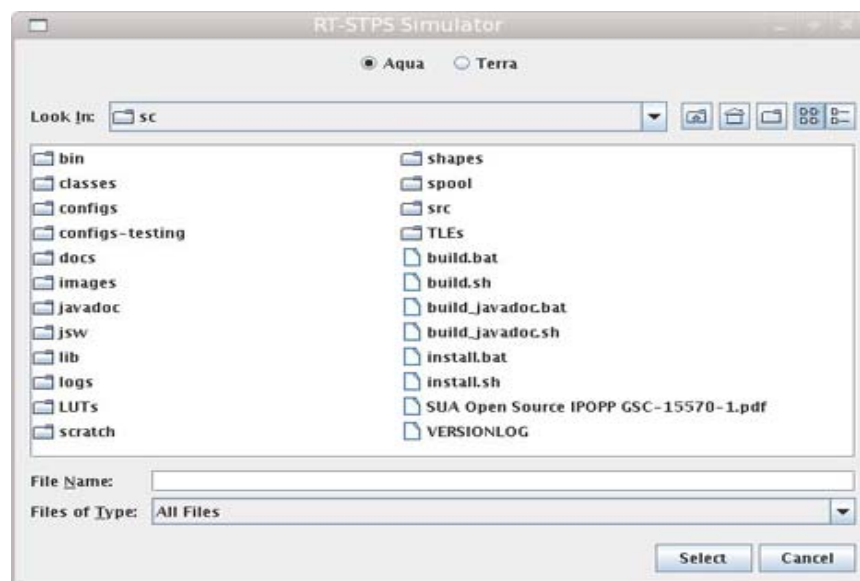 RT-STPS Simulator
Aqua Terra
Look In: sc
bin
classes
configs
configs-testing
docs
images
javadoc
jsw
lib
logs
LUTs
scratch
shapes
spool
src
TLEs
build.bat
build.sh
build_javadoc.bat
build_javadoc.sh
install.bat
install.sh
SUA Open Source IPOPP GSC-15570-1.pdf
VERSIONLOG
File Name:
Files of Type: All Files
Select Cancel